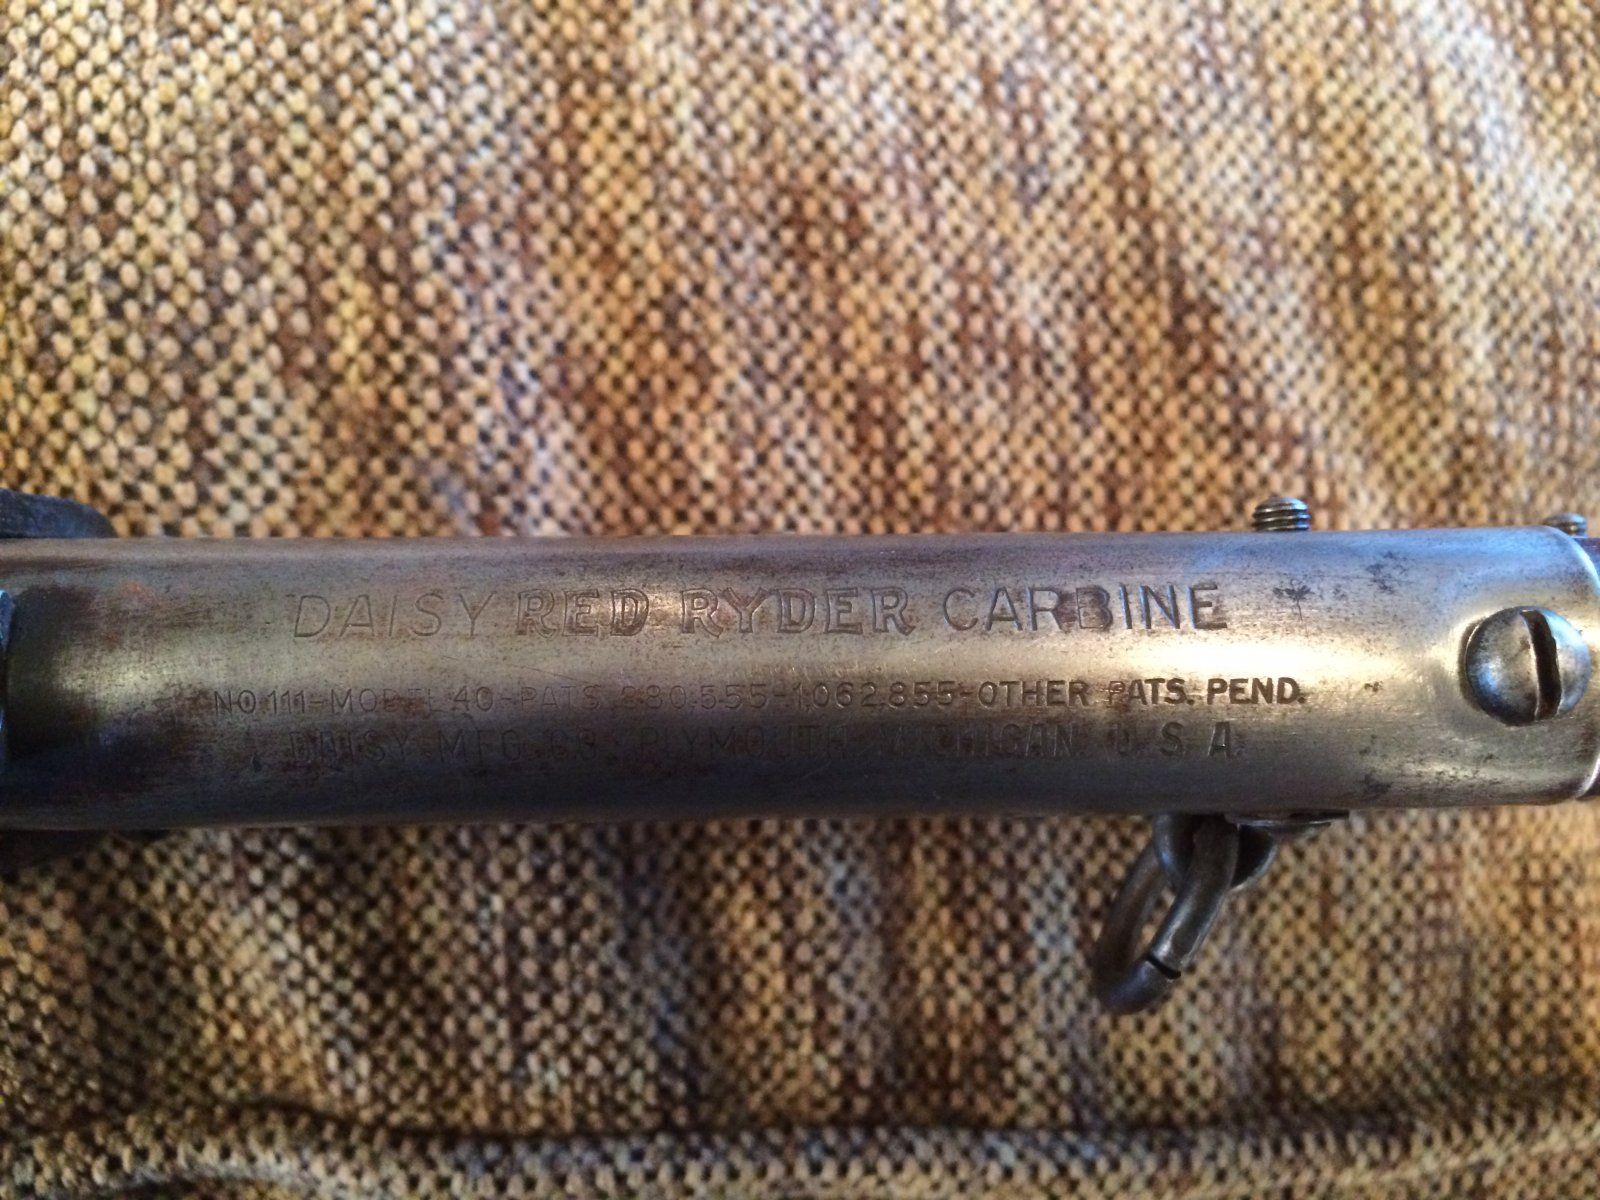 DAISY RED RYDER CARBINE
NO.111-MODEL 40-PATS. 880.555-1.062.855-OTHER PATS. PEND.
DAISY MFG. CO. PLYMOUTH, MICHIGAN, U.S.A.